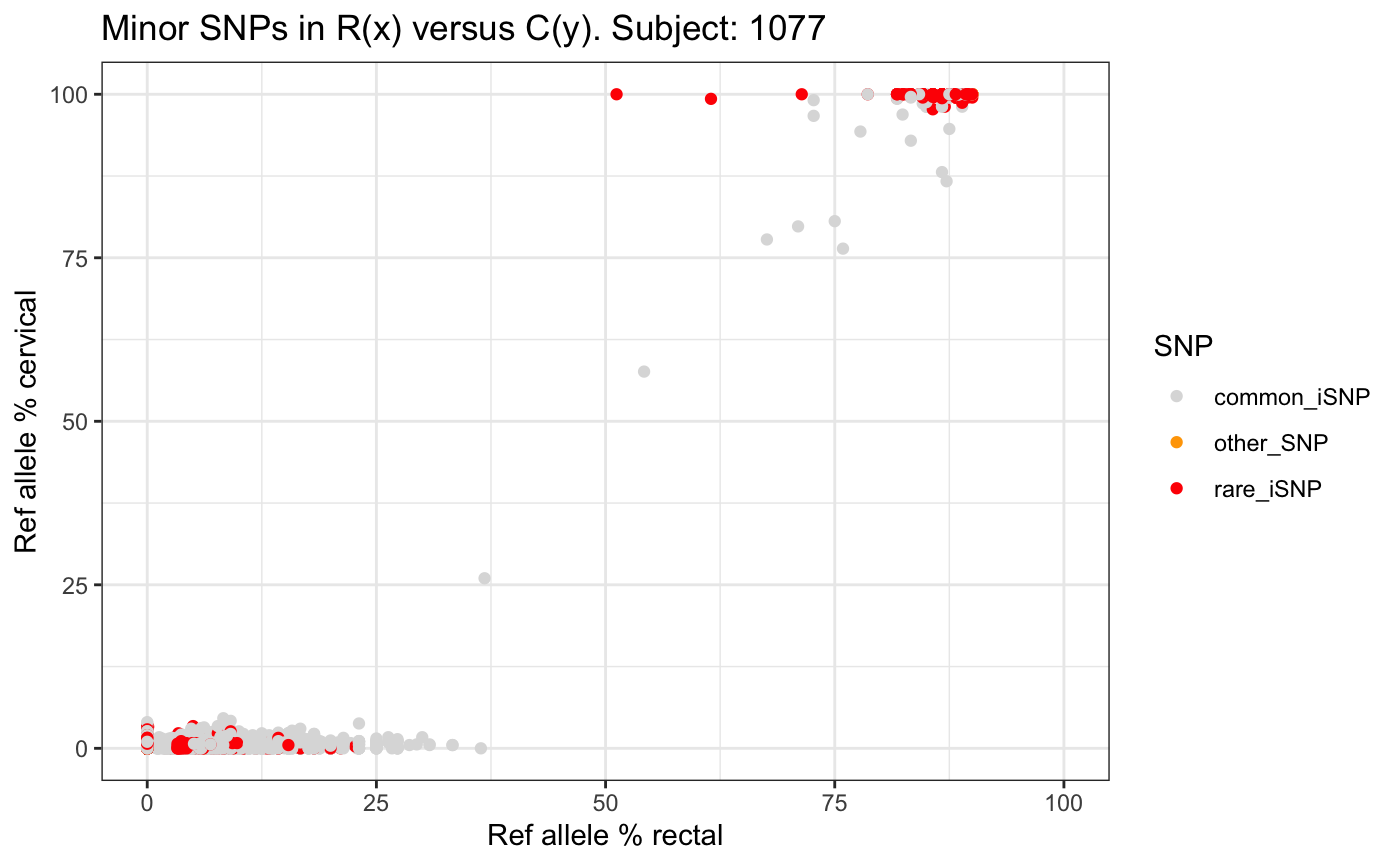 Minor SNPs in R(x) versus C(y). Subject: 1077
100
75
50
25
0
Ref allele % cervical
0 25 50 75 100
Ref allele % rectal
SNP
common_iSNP
other_SNP
rare_iSNP